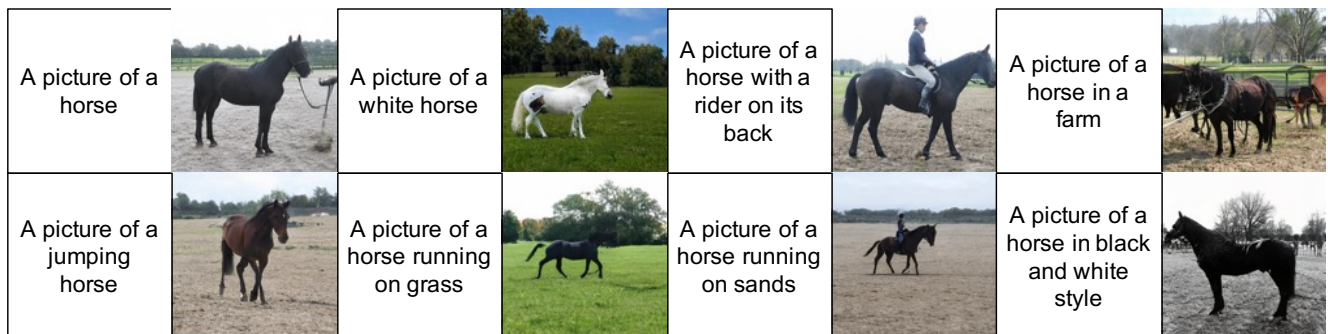 A picture of a
horse
A picture of a
white horse
A picture of a
horse with a
rider on its
back
A picture of a
horse in a
farm
A picture of a
jumping
horse
A picture of a
horse running
on grass
A picture of a
horse running
on sands
A picture of a
horse in black
and white
style